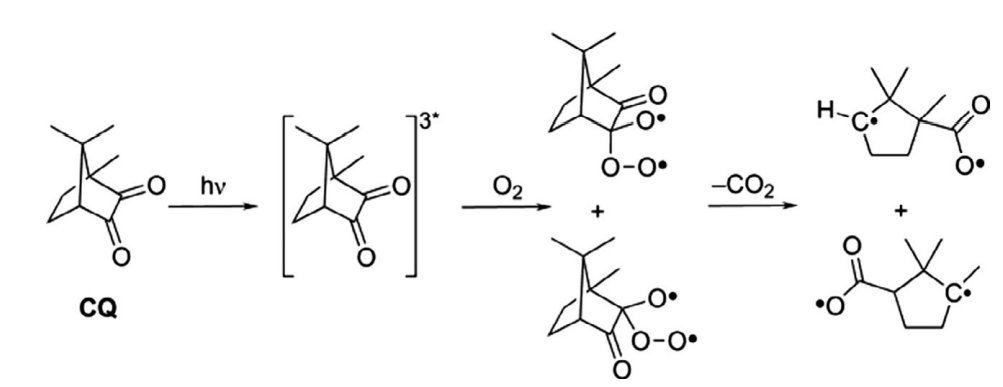 hν
3*
O
O
CQ
O
O
O₂
O
O•
O–O•
+
O•
O–O•
O
–CO₂
H
C•
O
O•
+
O
•O
C•